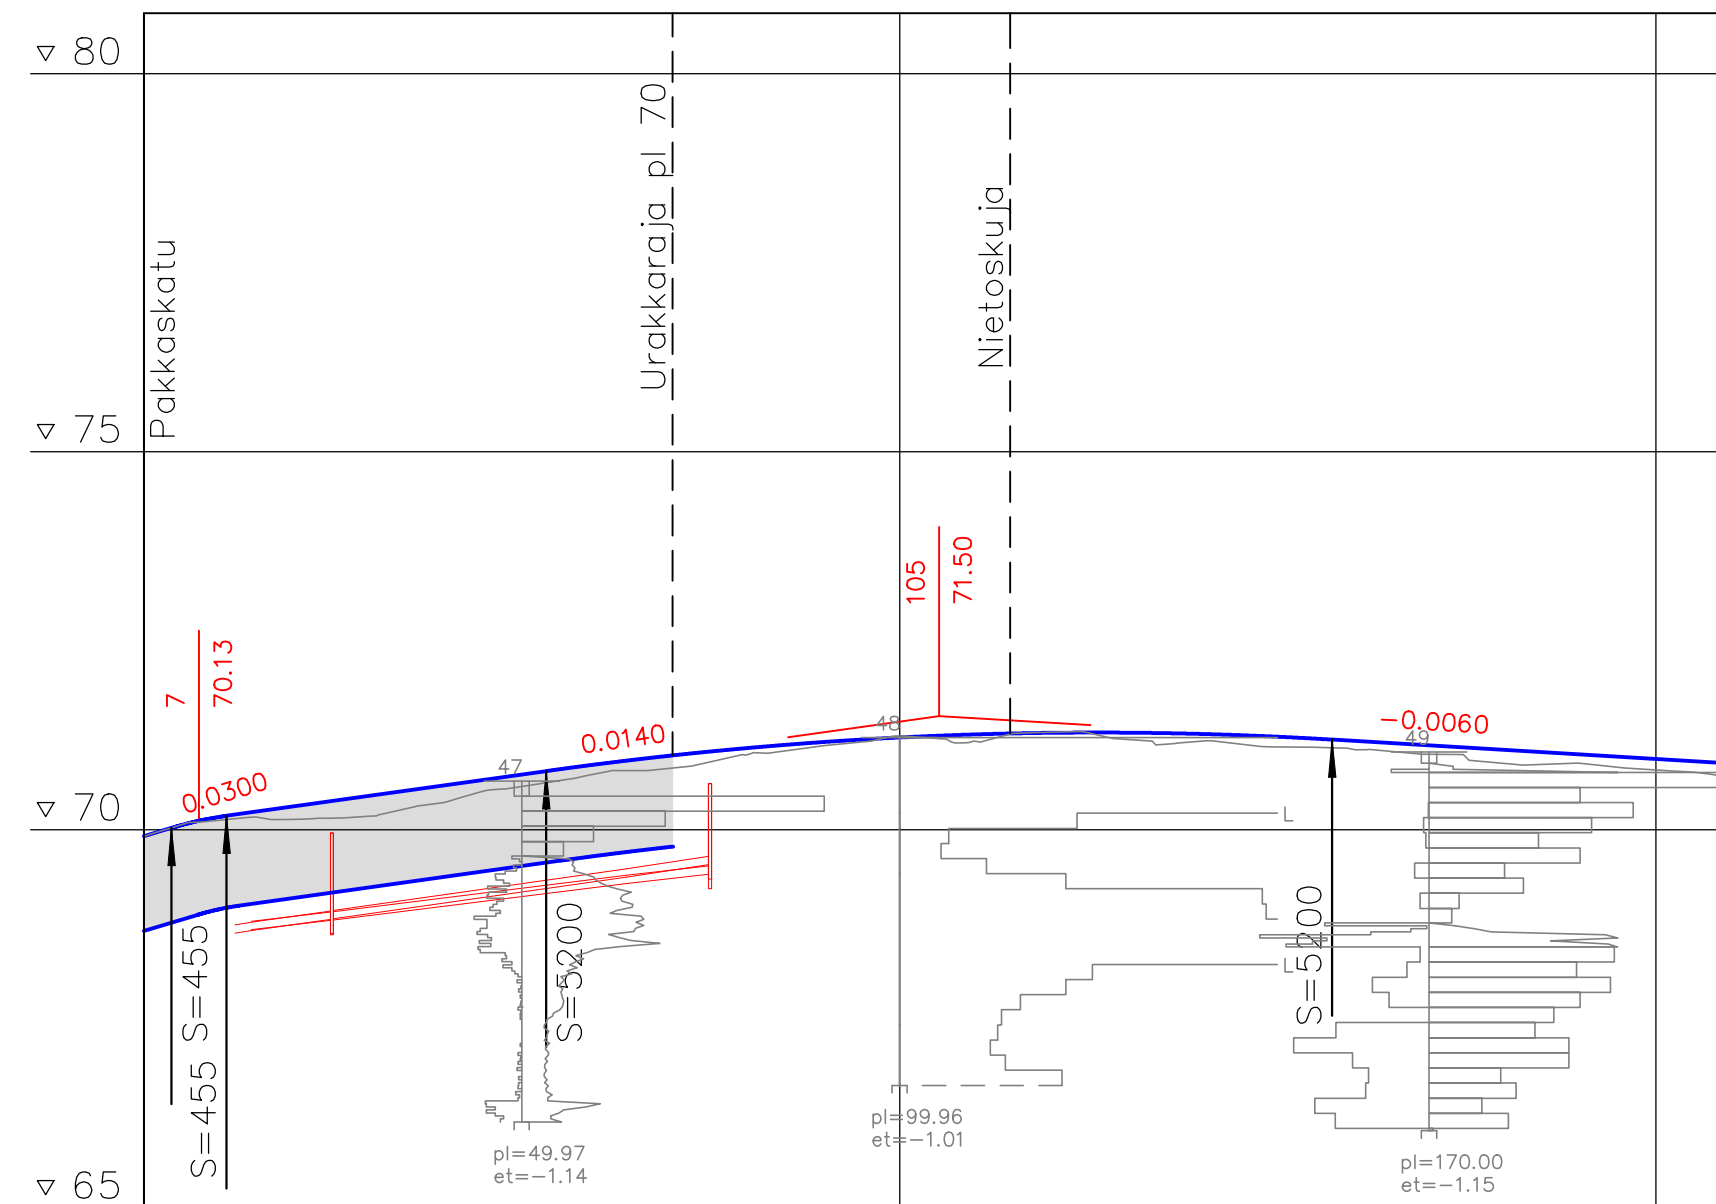 80
75
70
65
Pakkaskatu
Urakkaraja pl 70
Nietoskuja
7
70.13
0.0300
0.0140
105
71.50
-0.0060
47
48
49
S=455
S=455
S=5200
S=5200
L
L
pl=49.97
et=-1.14
pl=99.96
et=-1.01
pl=170.00
et=-1.15